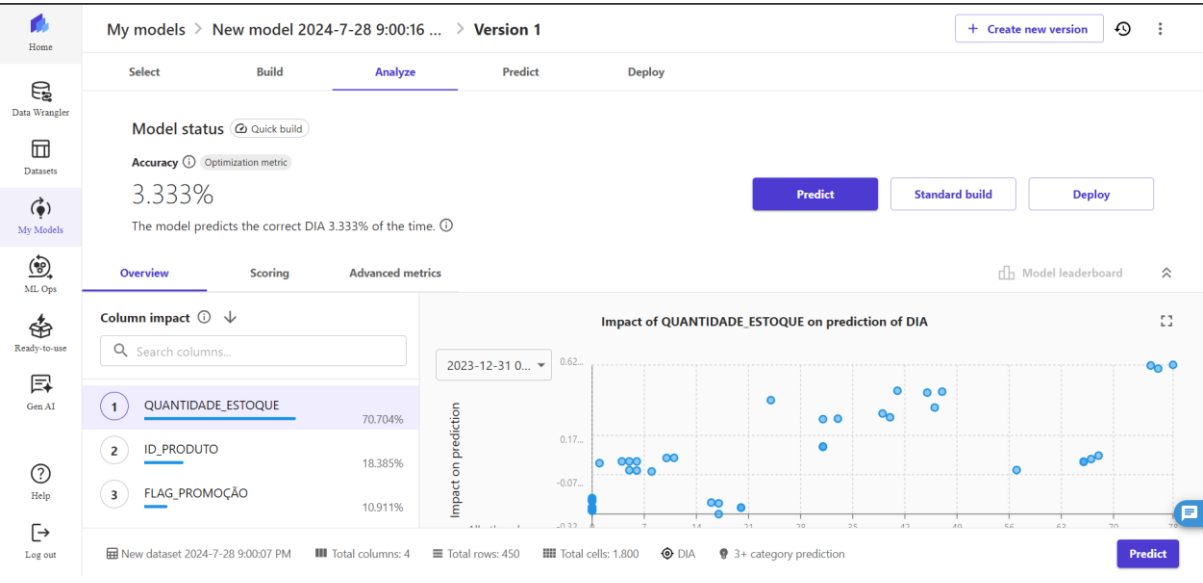 My models > New model 2024-7-28 9:00:16 ... > Version 1
+ Create new version
Home
Data Wrangler
Datasets
My Models
ML Ops
Ready-to-use
Gen AI
Help
Log out
Select Build Analyze Predict Deploy
Model status Quick build
Accuracy Optimization metric
3.333%
The model predicts the correct DIA 3.333% of the time.
Predict Standard build Deploy
Overview Scoring Advanced metrics
Model leaderboard
Column impact
Search columns...
1 QUANTIDADE_ESTOQUE
70.704%
2 ID_PRODUTO
18.385%
3 FLAG_PROMOÇÃO
10.911%
Impact of QUANTIDADE_ESTOQUE on prediction of DIA
2023-12-31 0...
Impact on prediction
0.62...
0.17...
-0.07...
-0.32
0 7 14 21 28 35 42 49 56 63 70 78
New dataset 2024-7-28 9:00:07 PM Total columns: 4 Total rows: 450 Total cells: 1.800 DIA 3+ category prediction
Predict